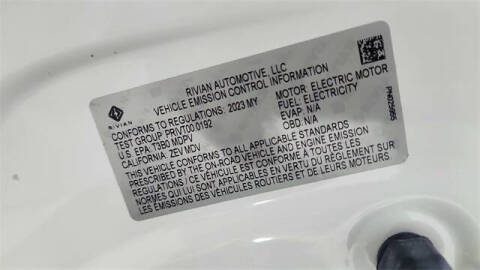 RIVIAN AUTOMOTIVE, LLC
VEHICLE EMISSION CONTROL INFORMATION
RIVIAN
CONFORMS TO REGULATIONS: 2023 MY
TEST GROUP: PRIVT00.0192
U.S. EPA: T3B0 MDPV
CALIFORNIA: ZEV MDV
MOTOR: ELECTRIC MOTOR
FUEL: ELECTRICITY
EVAP: N/A
OBD: N/A
THIS VEHICLE CONFORMS TO ALL APPLICABLE STANDARDS
PRESCRIBED BY THE ON-ROAD VEHICLE AND ENGINE EMISSION
REGULATIONS / CE VÉHICULE EST CONFORME À TOUTES LES
NORMES QUI LUI SONT APPLICABLES EN VERTU DU RÈGLEMENT SUR
LES ÉMISSIONS DES VÉHICULES ROUTIERS ET DE LEURS MOTEURS.